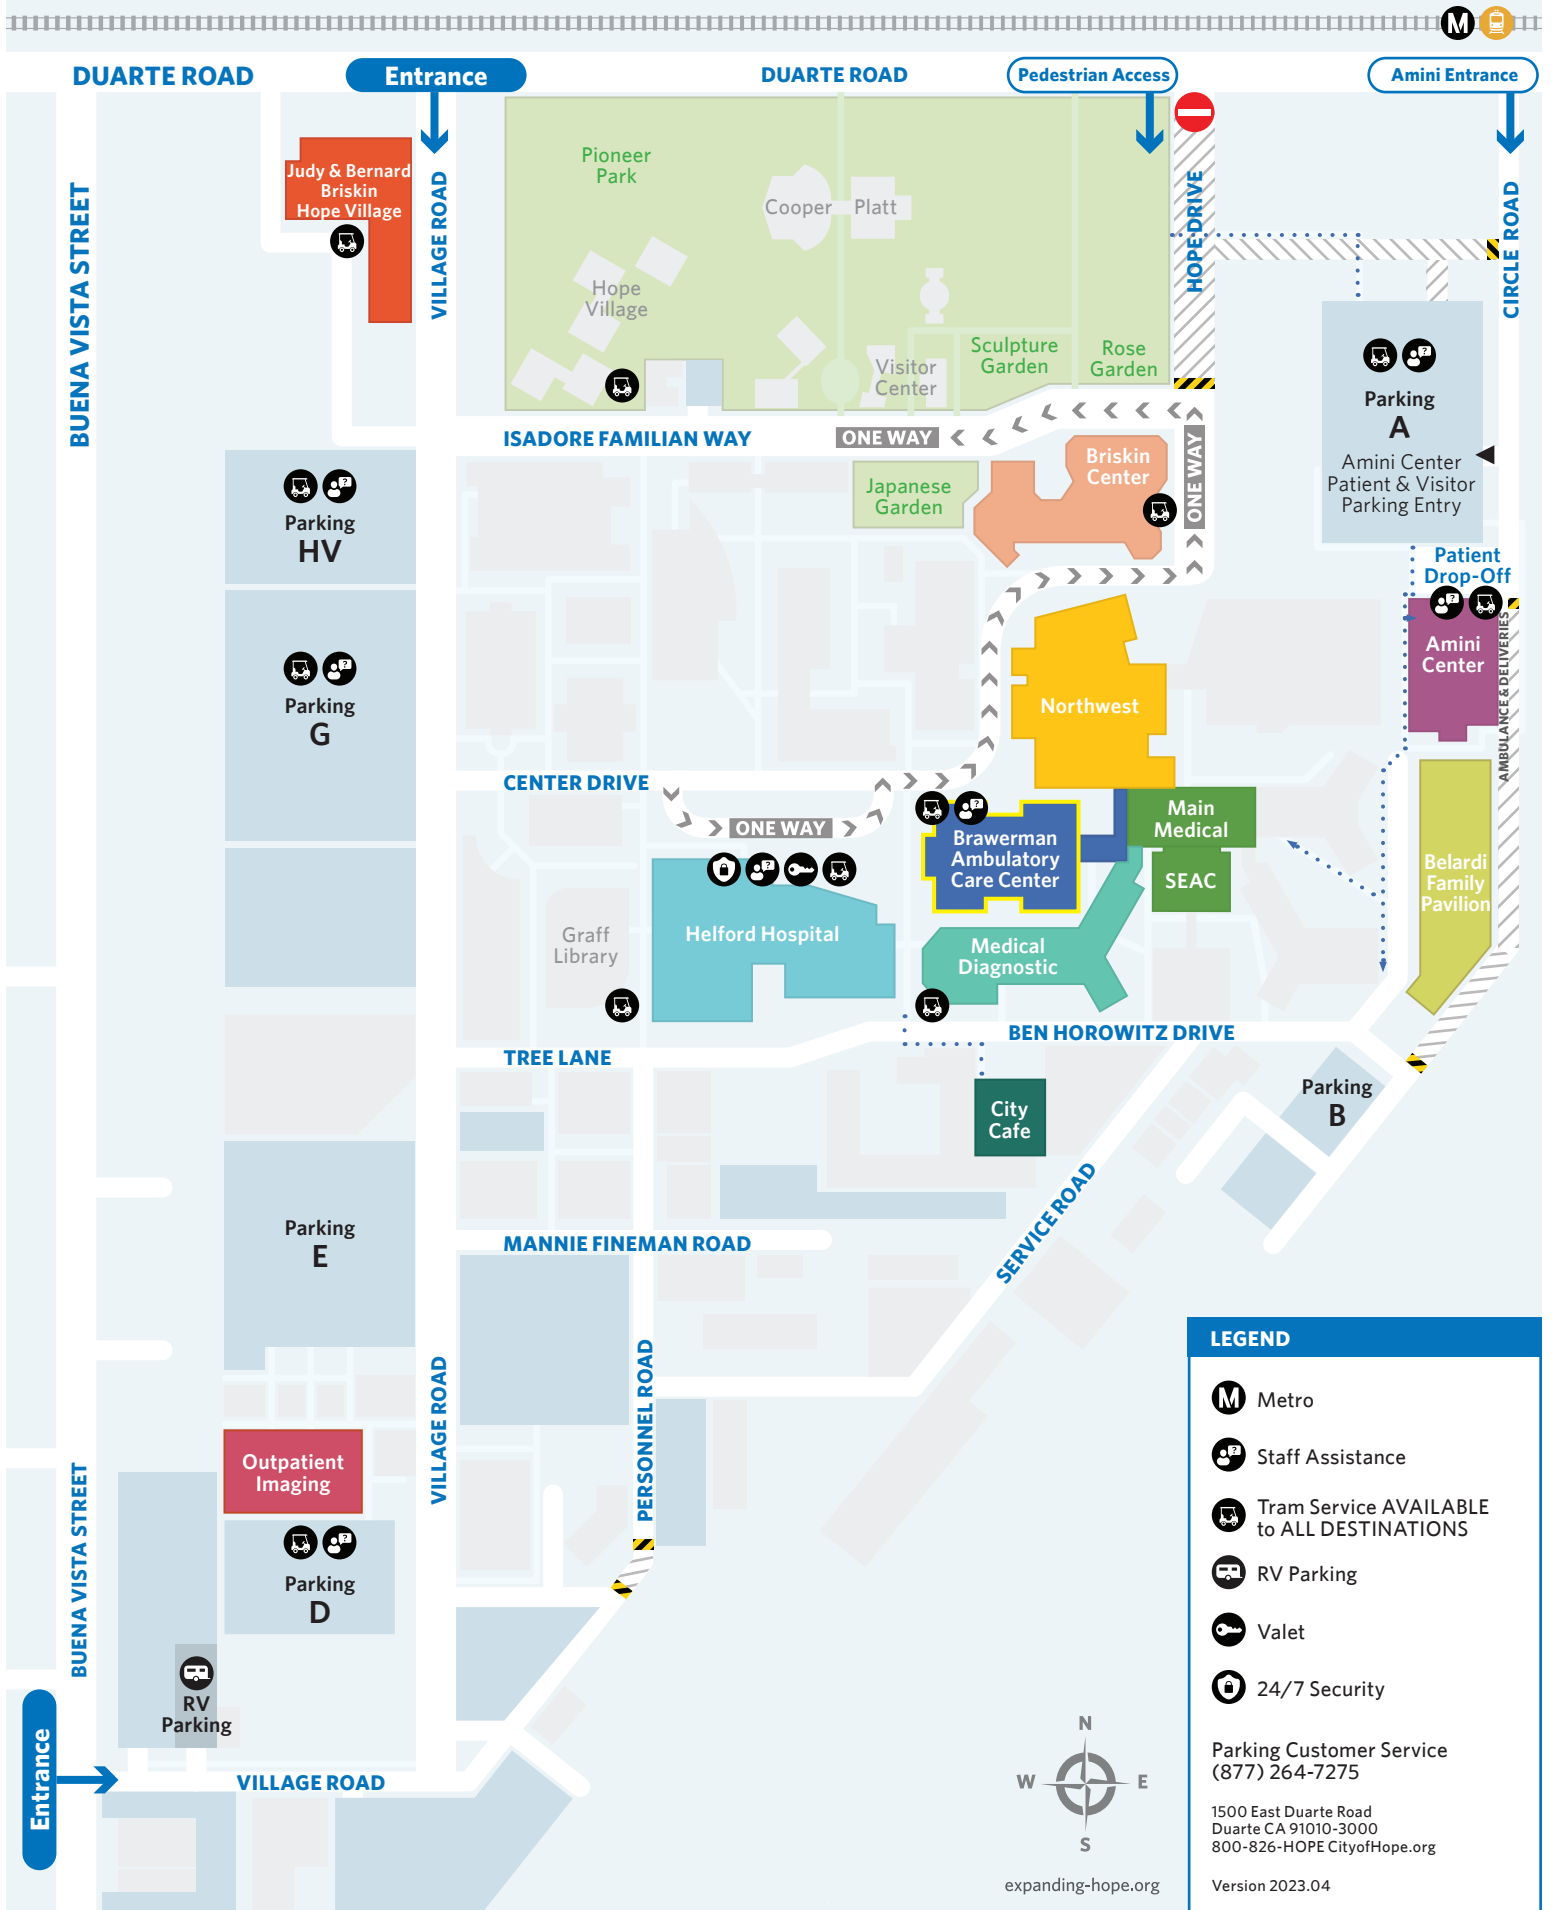 M
DUARTE ROAD
Entrance
DUARTE ROAD
Pedestrian Access
Amini Entrance
Judy & Bernard
Briskin
Hope Village
VILLAGE ROAD
BUENA VISTA STREET
Pioneer
Park
Cooper
Platt
Hope
Village
Visitor
Center
Sculpture
Garden
Rose
Garden
HOPE DRIVE
CIRCLE ROAD
Parking
A
Amini Center
Patient & Visitor
Parking Entry
ISADORE FAMILIAN WAY
ONE WAY
ONE WAY
Briskin
Center
Japanese
Garden
Parking
HV
Patient
Drop-Off
Amini
Center
AMBULANCE & DELIVERIES
Parking
G
Northwest
CENTER DRIVE
ONE WAY
Brawerman
Ambulatory
Care Center
Main
Medical
SEAC
Belardi
Family
Pavilion
Graff
Library
Helford Hospital
Medical
Diagnostic
TREE LANE
BEN HOROWITZ DRIVE
City
Cafe
Parking
B
Parking
E
MANNIE FINEMAN ROAD
SERVICE ROAD
VILLAGE ROAD
PERSONNEL ROAD
BUENA VISTA STREET
Outpatient
Imaging
Parking
D
RV
Parking
Entrance
VILLAGE ROAD
N
W
E
S
expanding-hope.org
LEGEND
M
Metro
Staff Assistance
Tram Service AVAILABLE
to ALL DESTINATIONS
RV Parking
Valet
24/7 Security
Parking Customer Service
(877) 264-7275
1500 East Duarte Road
Duarte CA 91010-3000
800-826-HOPE CityofHope.org
Version 2023.04